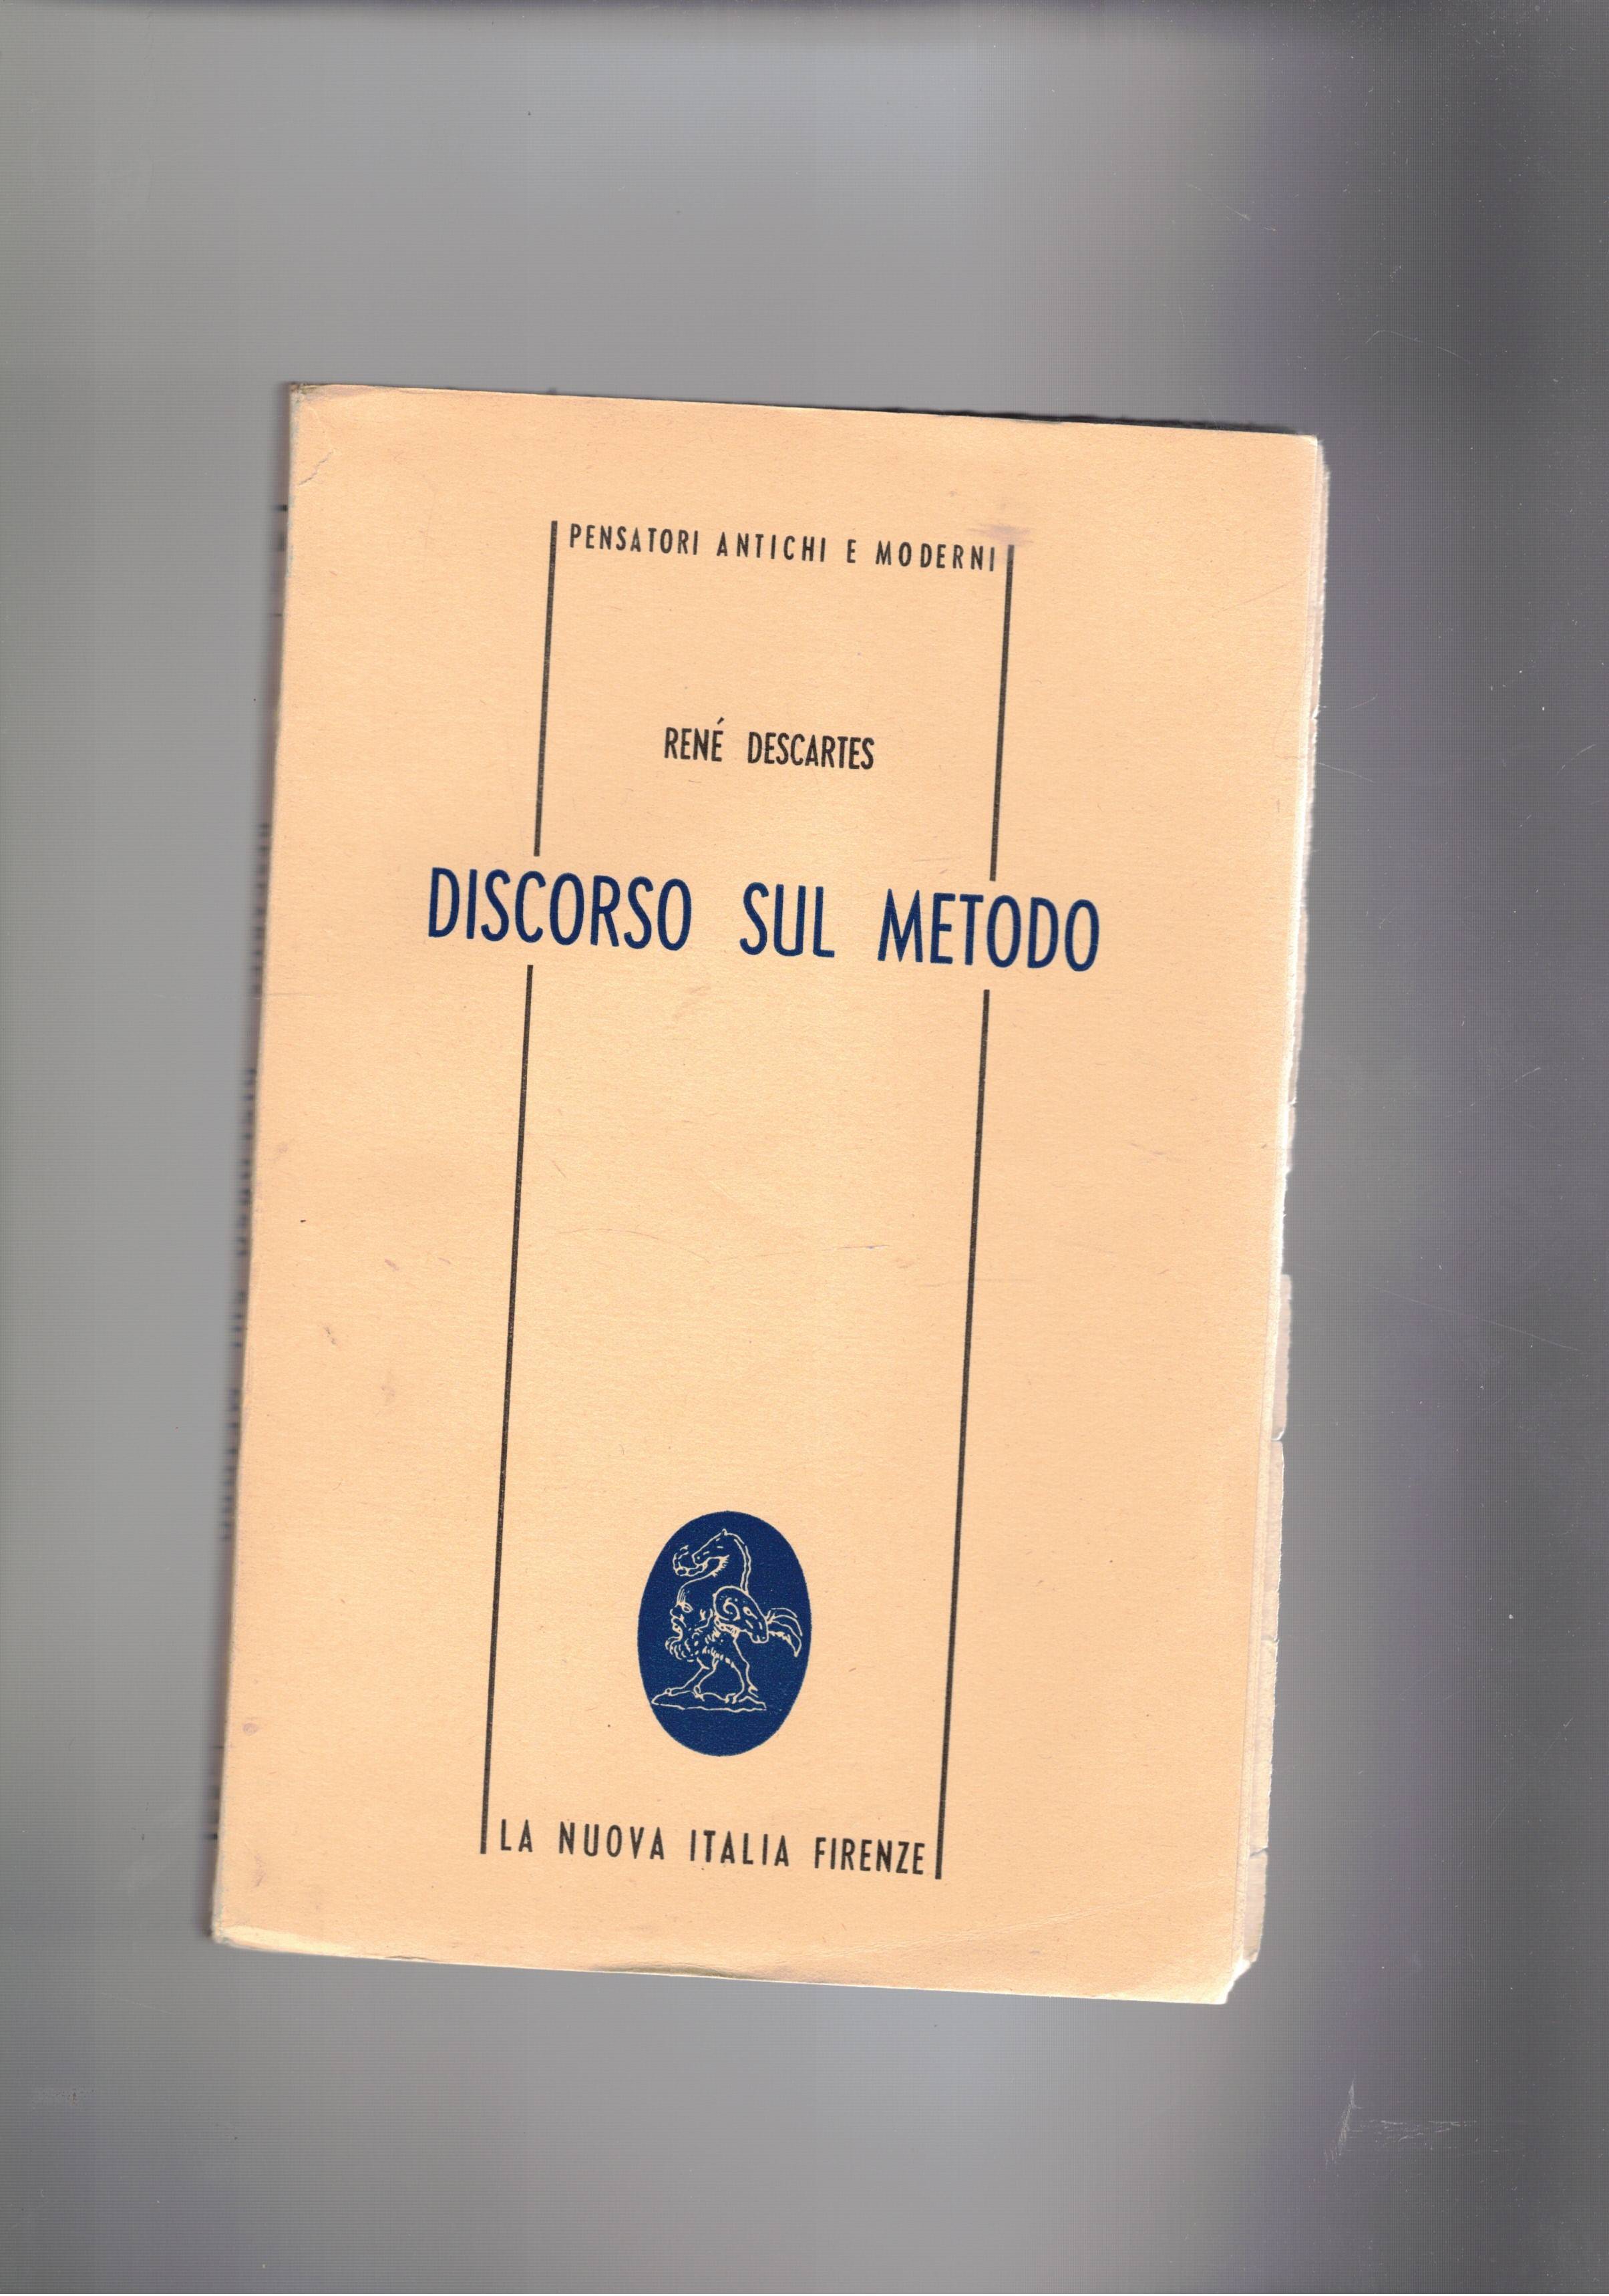 PENSATORI ANTICHI E MODERNI
RENÉ DESCARTES
DISCORSO SUL METODO
LA NUOVA ITALIA FIRENZE